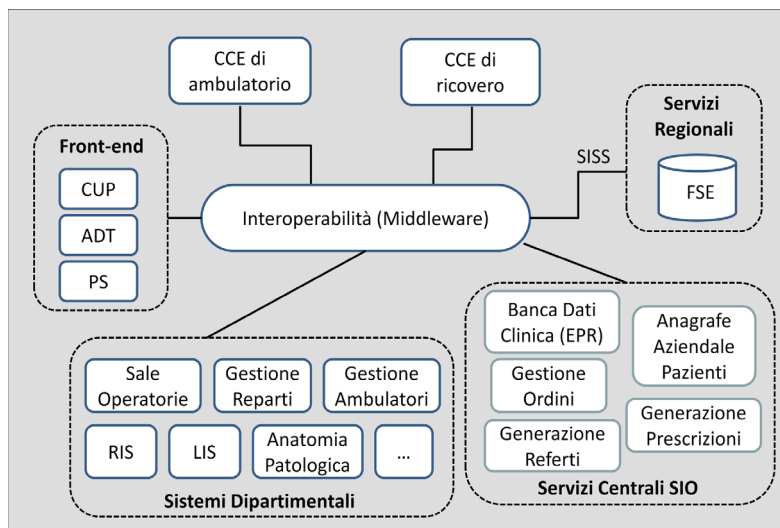 CCE di
ambulatorio
CCE di
ricovero
Servizi
Regionali
SISS
FSE
Front-end
CUP
ADT
PS
Interoperabilità (Middleware)
Sale
Operatorie
Gestione
Reparti
Gestione
Ambulatori
RIS
LIS
Anatomia
Patologica
...
Sistemi Dipartimentali
Banca Dati
Clinica (EPR)
Anagrafe
Aziendale
Pazienti
Gestione
Ordini
Generazione
Prescrizioni
Generazione
Referti
Servizi Centrali SIO